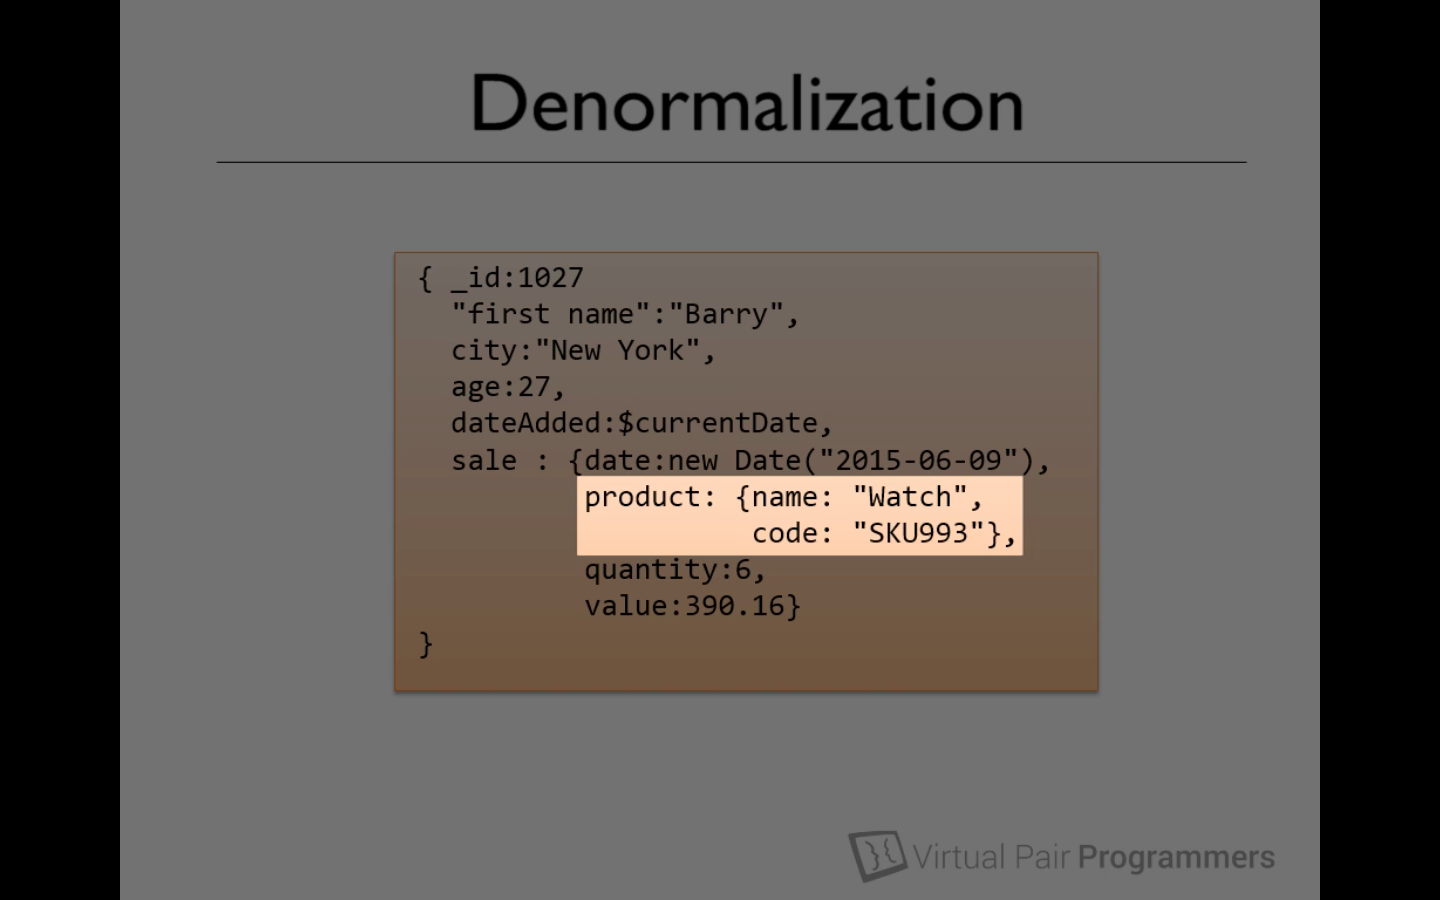 Denormalization
{ _id:1027
"first name":"Barry",
city:"New York",
age:27,
dateAdded:$currentDate,
sale : {date:new Date("2015-06-09"),
product: {name: "Watch",
code: "SKU993"},
quantity:6,
value:390.16}
}
Virtual Pair Programmers